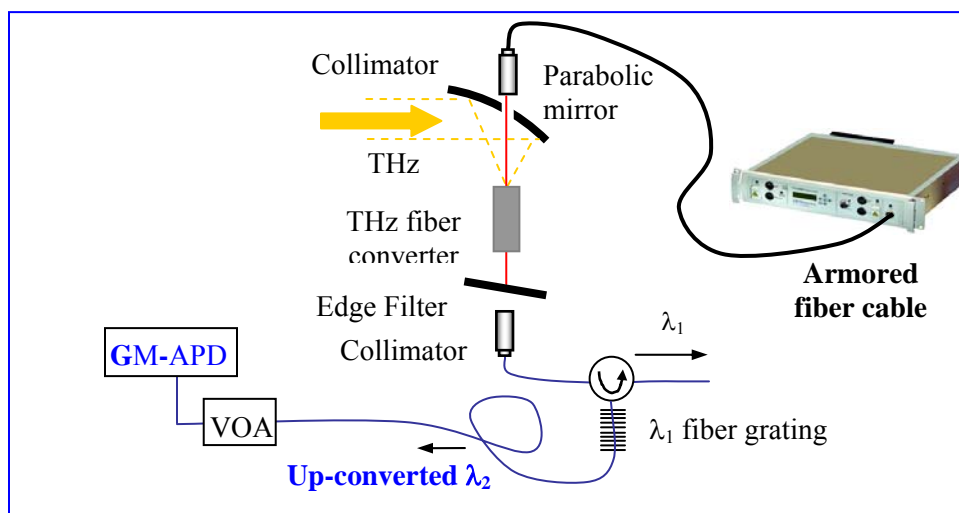 Collimator
Parabolic
mirror
THz
THz fiber
converter
Armored
fiber cable
Edge Filter
λ₁
Collimator
GM-APD
VOA
λ₁ fiber grating
Up-converted λ₂